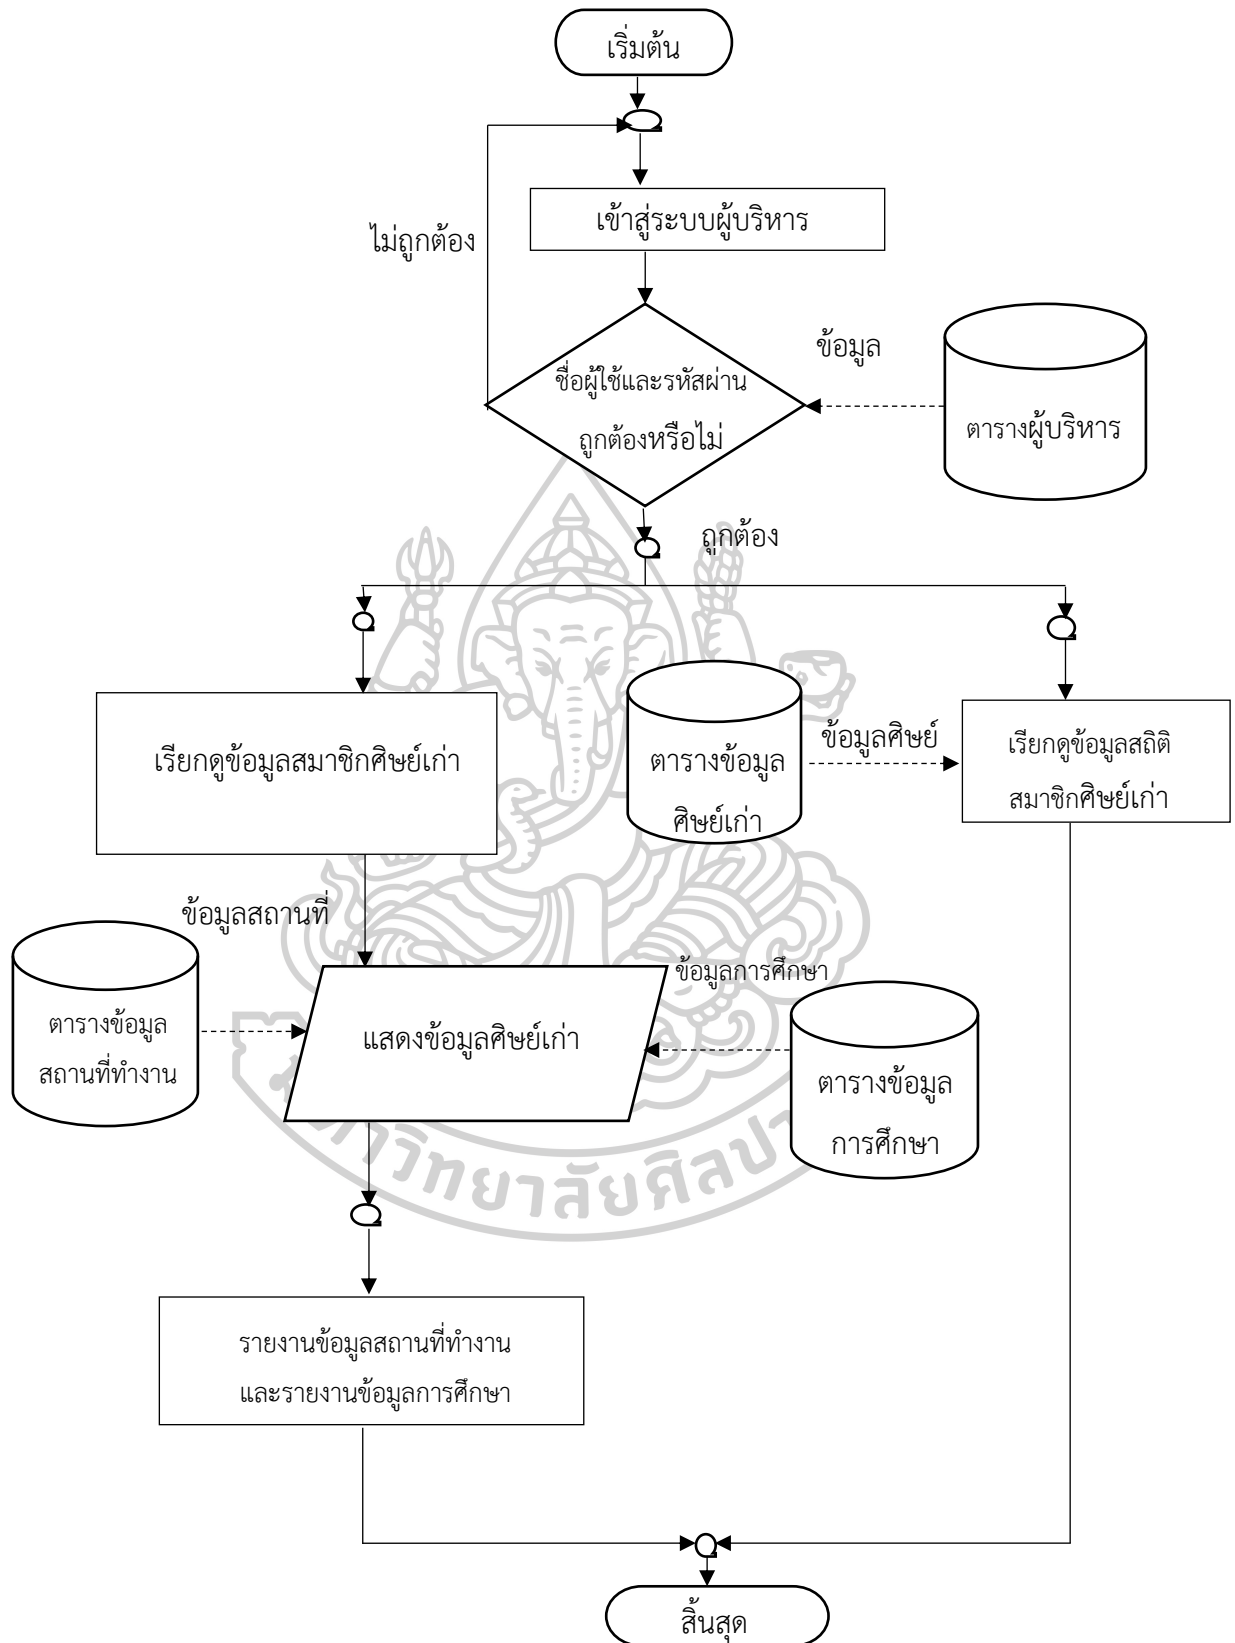 เริ่มต้น
เข้าสู่ระบบผู้บริหาร
ไม่ถูกต้อง
ข้อมูล
ชื่อผู้ใช้และรหัสผ่าน
ถูกต้องหรือไม่
ตารางผู้บริหาร
ถูกต้อง
เรียกดูข้อมูลสมาชิกศิษย์เก่า
ตารางข้อมูล
ศิษย์เก่า
ข้อมูลศิษย์
เรียกดูข้อมูลสถิติ
สมาชิกศิษย์เก่า
ข้อมูลสถานที่
ตารางข้อมูล
สถานที่ทำงาน
แสดงข้อมูลศิษย์เก่า
ข้อมูลการศึกษา
ตารางข้อมูล
การศึกษา
รายงานข้อมูลสถานที่ทำงาน
และรายงานข้อมูลการศึกษา
สิ้นสุด